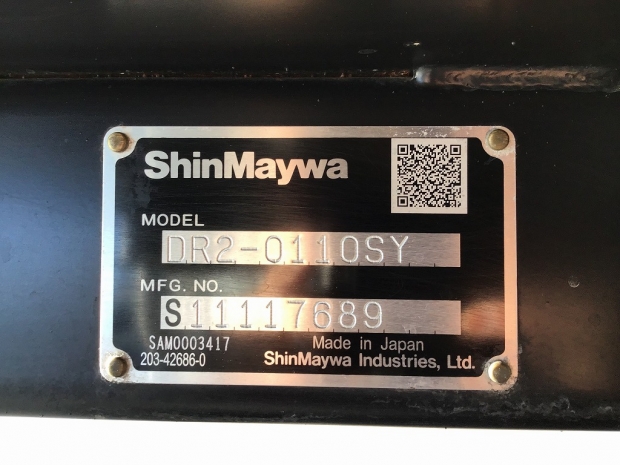 ShinMaywa
MODEL
DR2-0110SY
MFG. NO.
S11117689
SAM0003417
Made in Japan
203-42686-0
ShinMaywa Industries, Ltd.